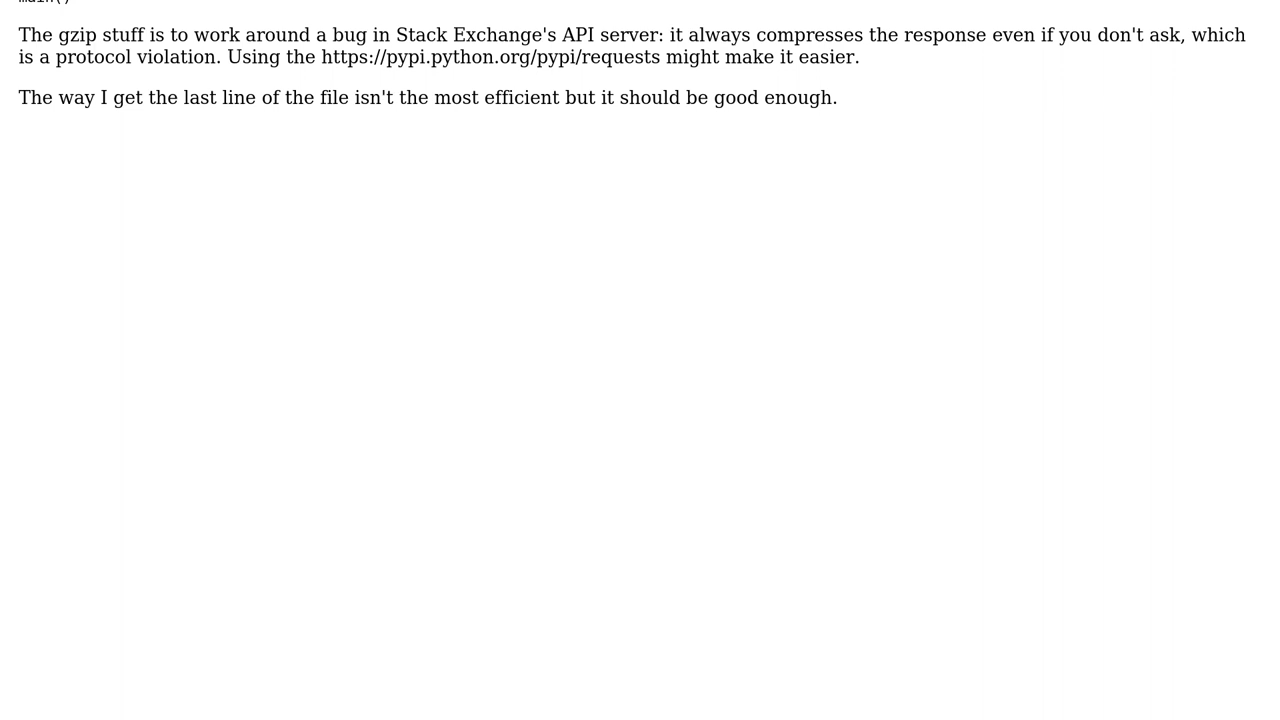 main()
The gzip stuff is to work around a bug in Stack Exchange's API server: it always compresses the response even if you don't ask, which
is a protocol violation. Using the https://pypi.python.org/pypi/requests might make it easier.
The way I get the last line of the file isn't the most efficient but it should be good enough.